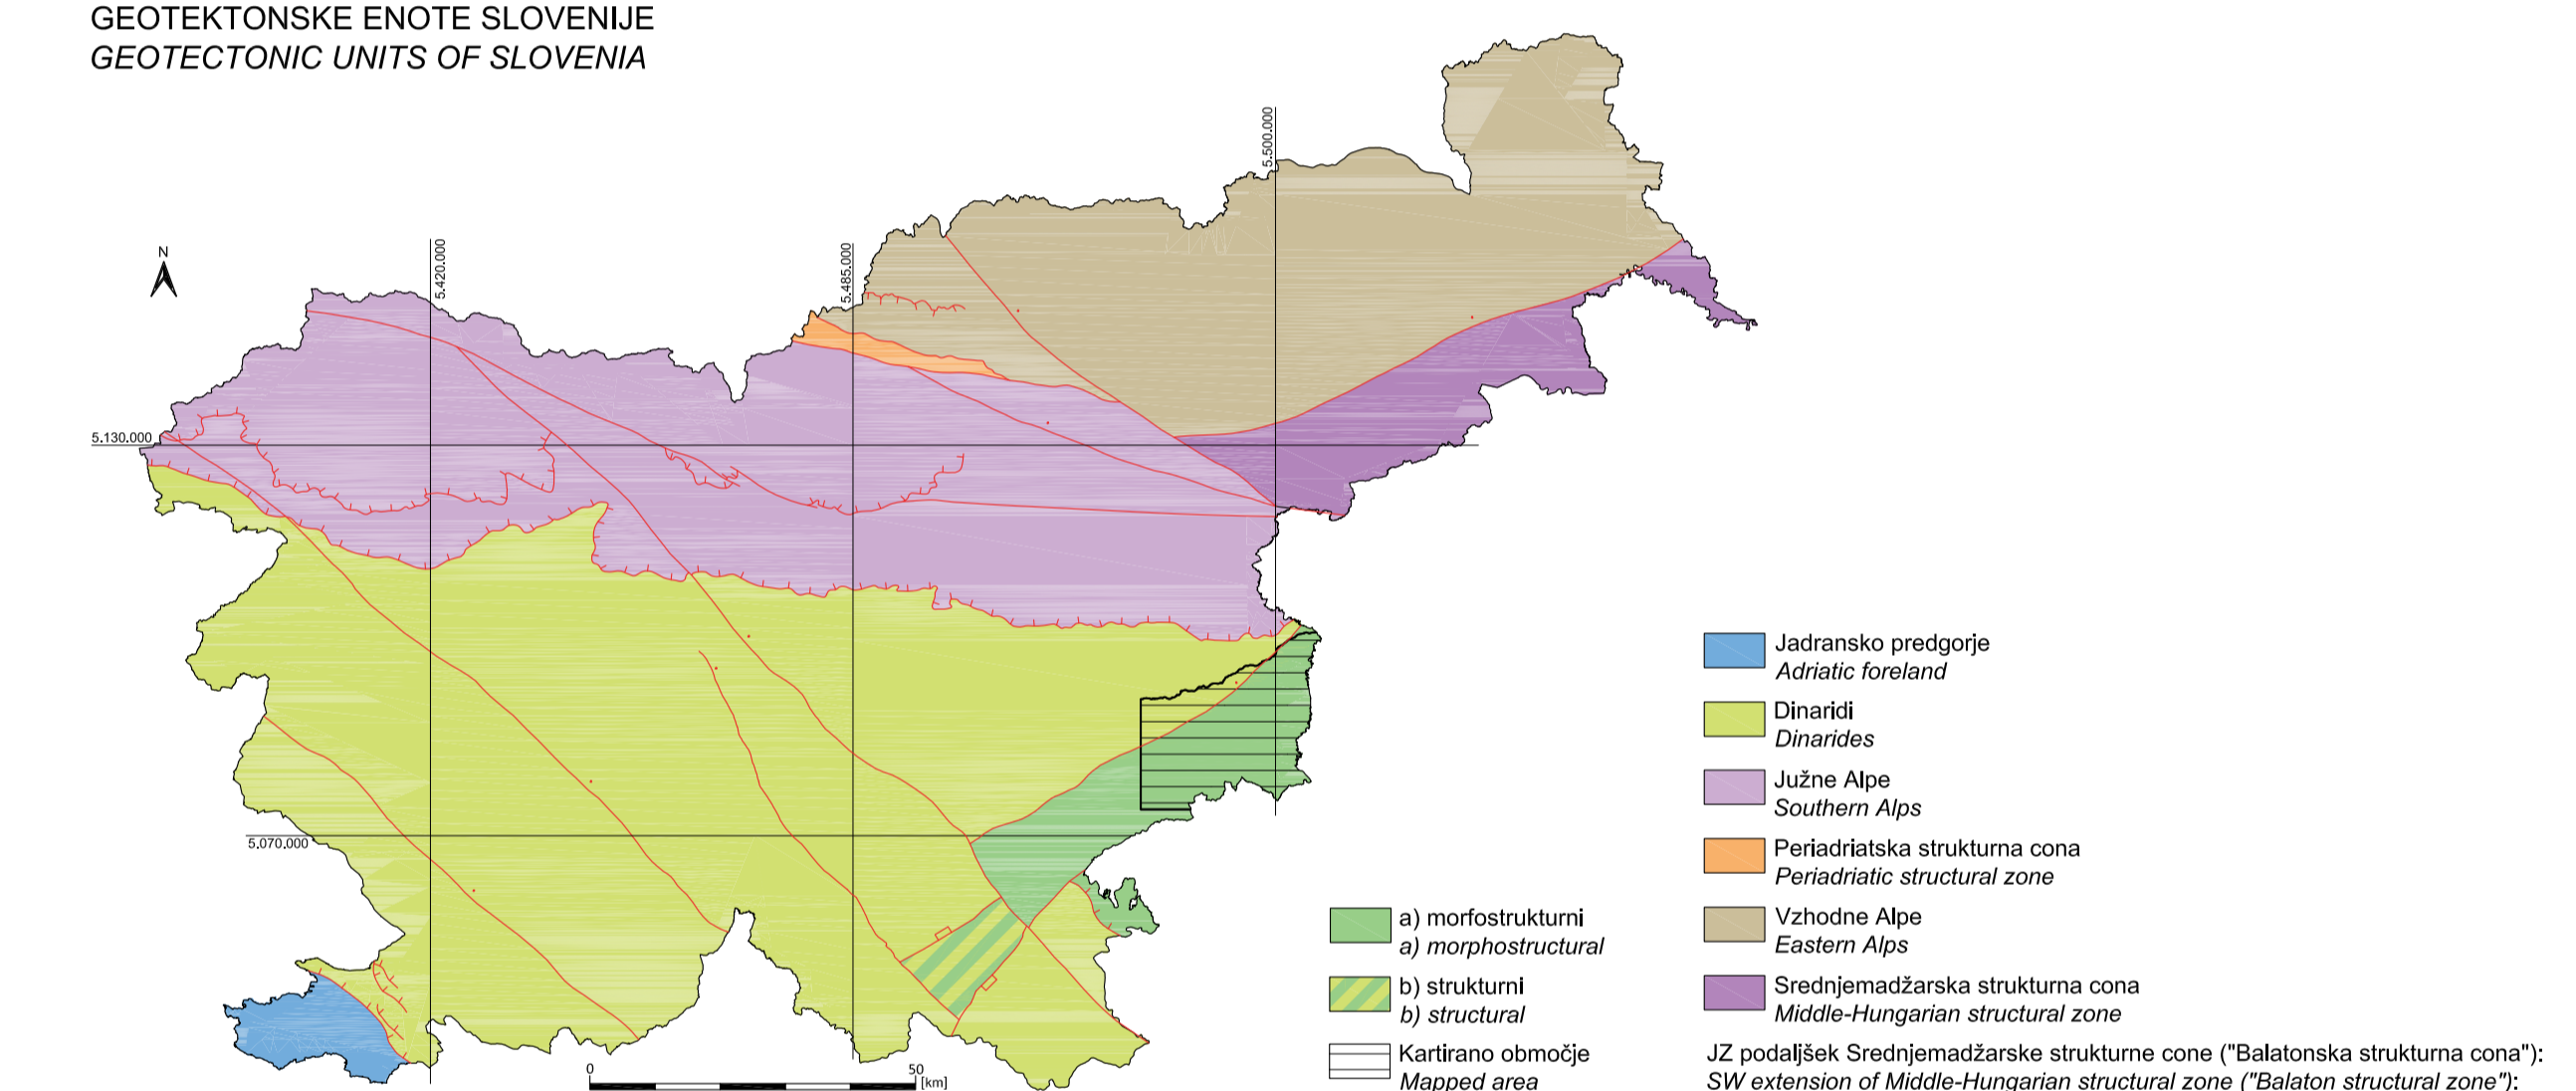 GEOTEKTONSKE ENOTE SLOVENIJE
GEOTECTONIC UNITS OF SLOVENIA
N
5.420.000
5.485.000
5.500.000
5.130.000
5.070.000
0
50
[km]
a) morfostrukturni
a) morphostructural
b) strukturni
b) structural
Kartirano območje
Mapped area
Jadransko predgorje
Adriatic foreland
Dinaridi
Dinarides
Južne Alpe
Southern Alps
Periadriatska strukturna cona
Periadriatic structural zone
Vzhodne Alpe
Eastern Alps
Srednjemadžarska strukturna cona
Middle-Hungarian structural zone
JZ podaljšek Srednjemadžarske strukturne cone ("Balatonska strukturna cona"):
SW extension of Middle-Hungarian structural zone ("Balaton structural zone"):